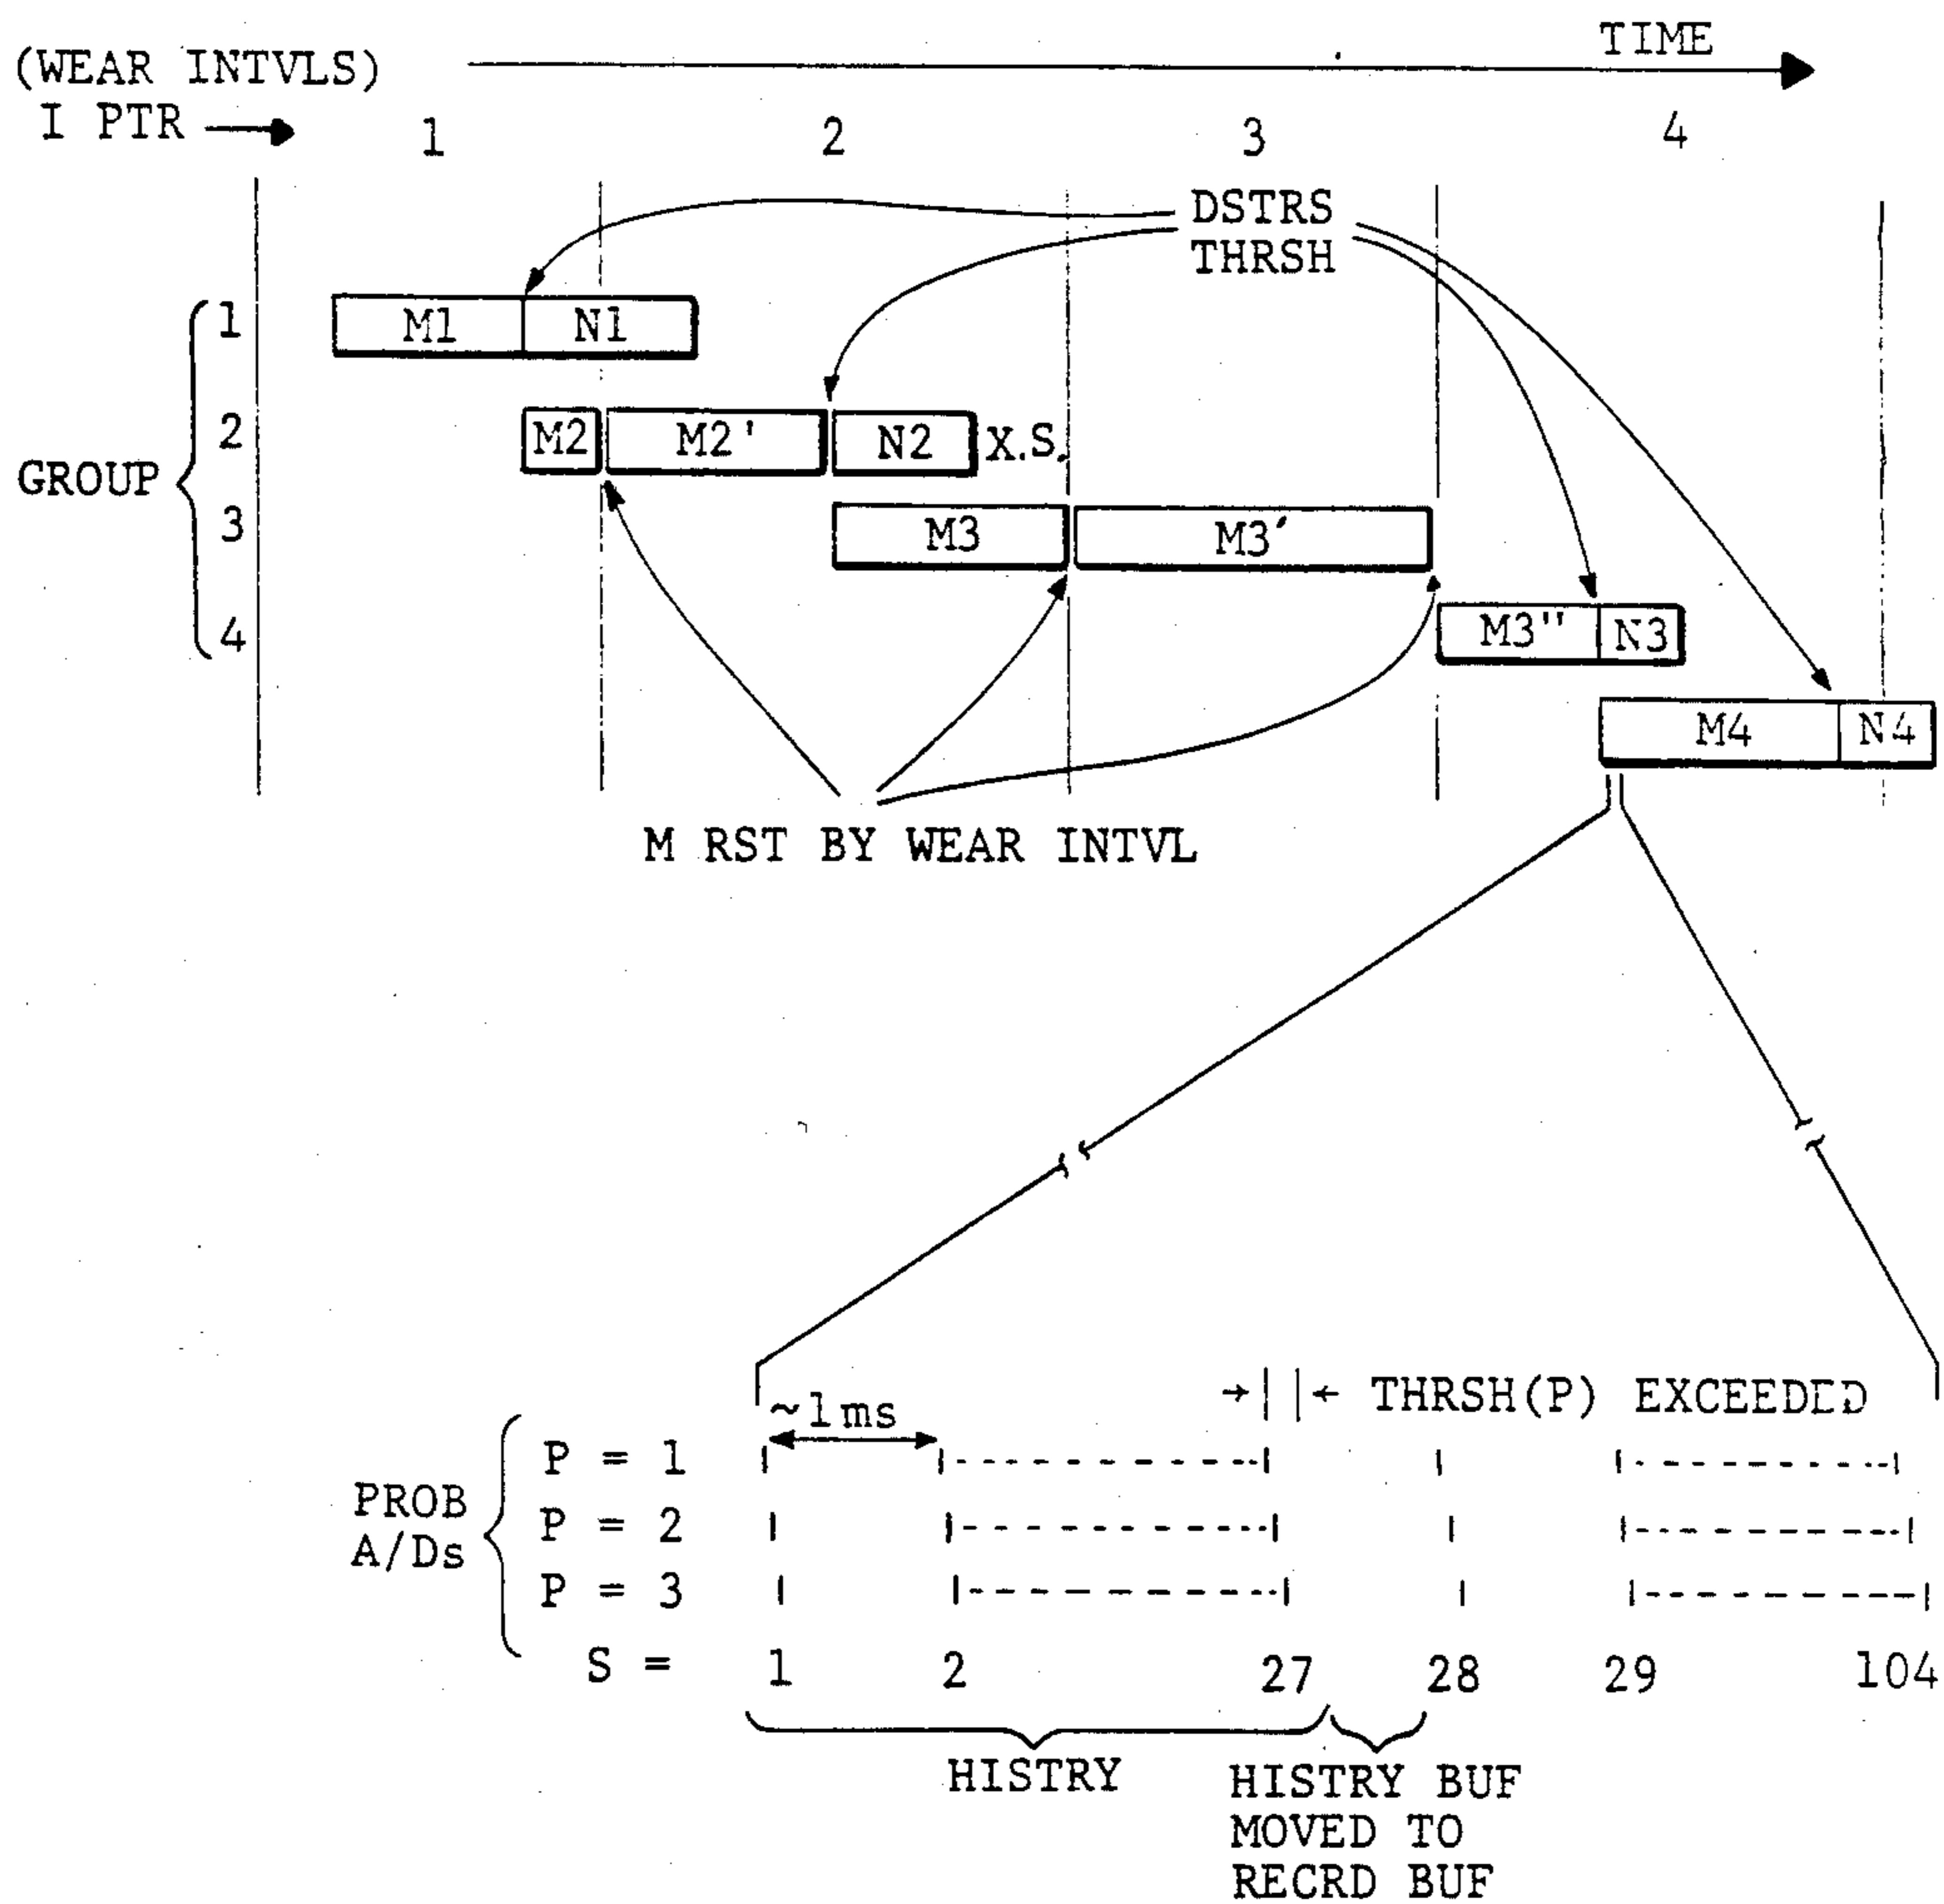 TIME
(WEAR INTVLS)
I PTR
1 2 3 4
DSTRS
THRSH
GROUP
1
M1 N1
2
M2 M2' N2 X.S.
3
M3 M3'
4
M3" N3
M4 N4
M RST BY WEAR INTVL
THRSH(P) EXCEEDED
~1ms
PROB
A/Ds
P = 1
P = 2
P = 3
S = 1 2 27 28 29 104
HISTRY
HISTRY BUF
MOVED TO
RECRD BUF